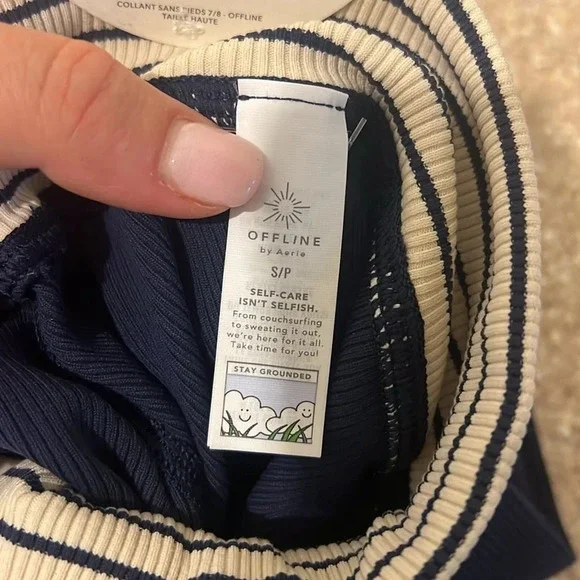 COLLANT SANS PIEDS 7/8 - OFFLINE
TAILLE HAUTE
OFFLINE
by Aerie
S/P
SELF-CARE
ISN'T SELFISH.
From couchsurfing
to sweating it out,
we're here for it all.
Take time for you!
STAY GROUNDED